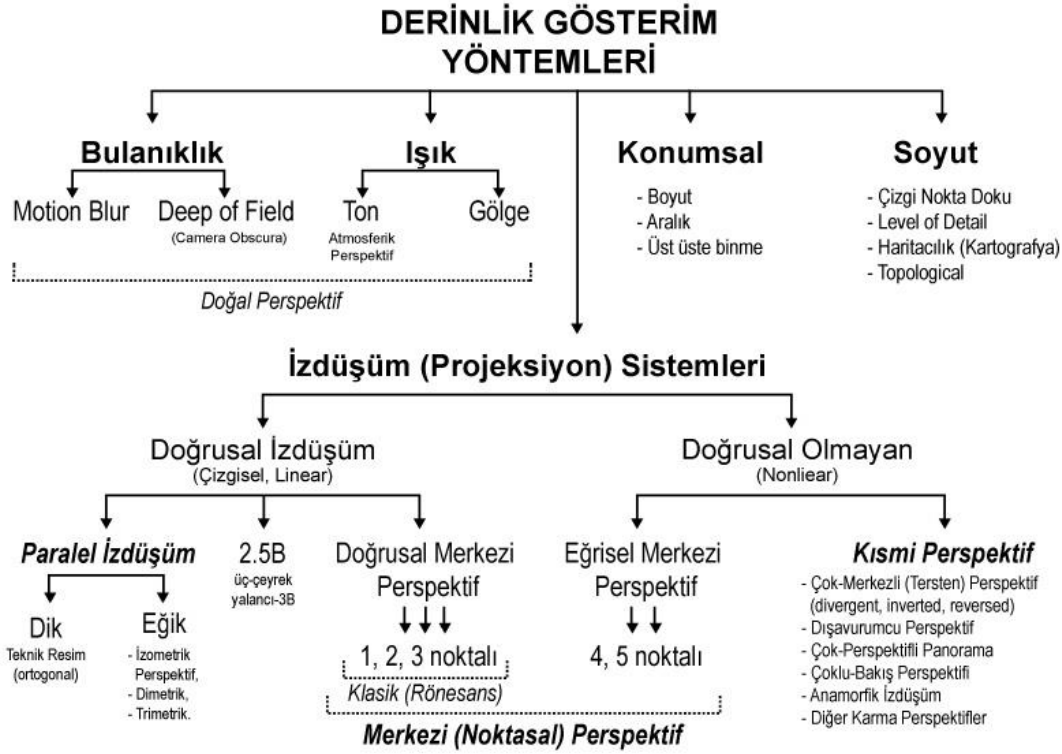 DERİNLİK GÖSTERİM
YÖNTEMLERİ
Bulanıklık
Işık
Konumsal
Soyut
Motion Blur
Deep of Field
(Camera Obscura)
Ton
Atmosferik
Perspektif
Gölge
- Boyut
- Aralık
- Üst üste binme
- Çizgi Nokta Doku
- Level of Detail
- Haritacılık (Kartografya)
- Topological
Doğal Perspektif
İzdüşüm (Projeksiyon) Sistemleri
Doğrusal İzdüşüm
(Çizgisel, Linear)
Doğrusal Olmayan
(Nonliear)
Paralel İzdüşüm
2.5B
üç-çeyrek
yalancı-3B
Doğrusal Merkezi
Perspektif
Eğrisel Merkezi
Perspektif
Kısmi Perspektif
Dik
Teknik Resim
(ortogonal)
Eğik
- İzometrik
Perspektif,
- Dimetrik,
- Trimetrik.
1, 2, 3 noktalı
Klasik (Rönesans)
4, 5 noktalı
Merkezi (Noktasal) Perspektif
- Çok-Merkezli (Tersten) Perspektif
(divergent, inverted, reversed)
- Dışavurumcu Perspektif
- Çok-Perspektifli Panorama
- Çoklu-Bakış Perspektifi
- Anamorfik İzdüşüm
- Diğer Karma Perspektifler